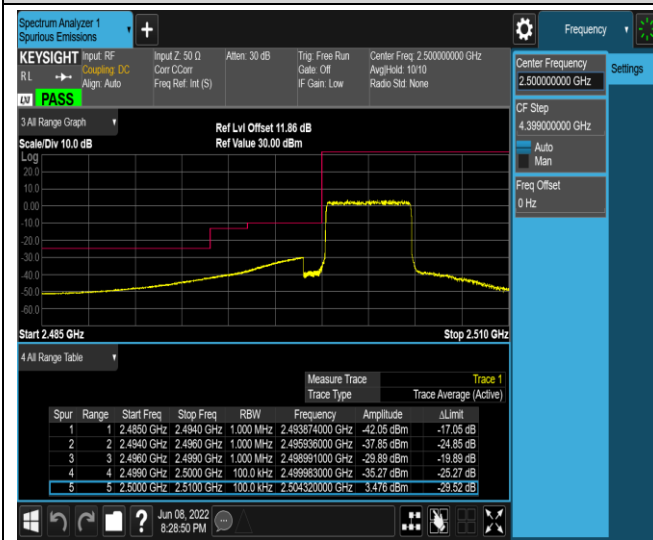 Spectrum Analyzer 1
Spurious Emissions
Frequency
KEYSIGHT
Input: RF
Coupling: DC
Align: Auto
Input Z: 50 Ω
Corr CCorr
Freq Ref: Int (S)
Atten: 30 dB
Trig: Free Run
Gate: Off
IF Gain: Low
Center Freq: 2.500000000 GHz
Avg|Hold: 10/10
Radio Std: None
R L
LXI
PASS
Center Frequency
2.500000000 GHz
Settings
CF Step
4.399000000 GHz
Auto
Man
Freq Offset
0 Hz
3 All Range Graph
Scale/Div 10.0 dB
Ref Lvl Offset 11.86 dB
Ref Value 30.00 dBm
Log
20.0
10.0
0.00
-10.0
-20.0
-30.0
-40.0
-50.0
-60.0
Start 2.485 GHz
Stop 2.510 GHz
4 All Range Table
Measure Trace Trace 1
Trace Type Trace Average (Active)
Spur Range Start Freq Stop Freq RBW Frequency Amplitude ΔLimit
1 1 2.4850 GHz 2.4940 GHz 1.000 MHz 2.493874000 GHz -42.05 dBm -17.05 dB
2 2 2.4940 GHz 2.4960 GHz 1.000 MHz 2.495936000 GHz -37.85 dBm -24.85 dB
3 3 2.4960 GHz 2.4990 GHz 1.000 MHz 2.498991000 GHz -29.89 dBm -19.89 dB
4 4 2.4990 GHz 2.5000 GHz 100.0 kHz 2.499983000 GHz -35.27 dBm -25.27 dB
5 5 2.5000 GHz 2.5100 GHz 100.0 kHz 2.504320000 GHz 3.476 dBm -29.52 dB
?
Jun 08, 2022
8:28:50 PM